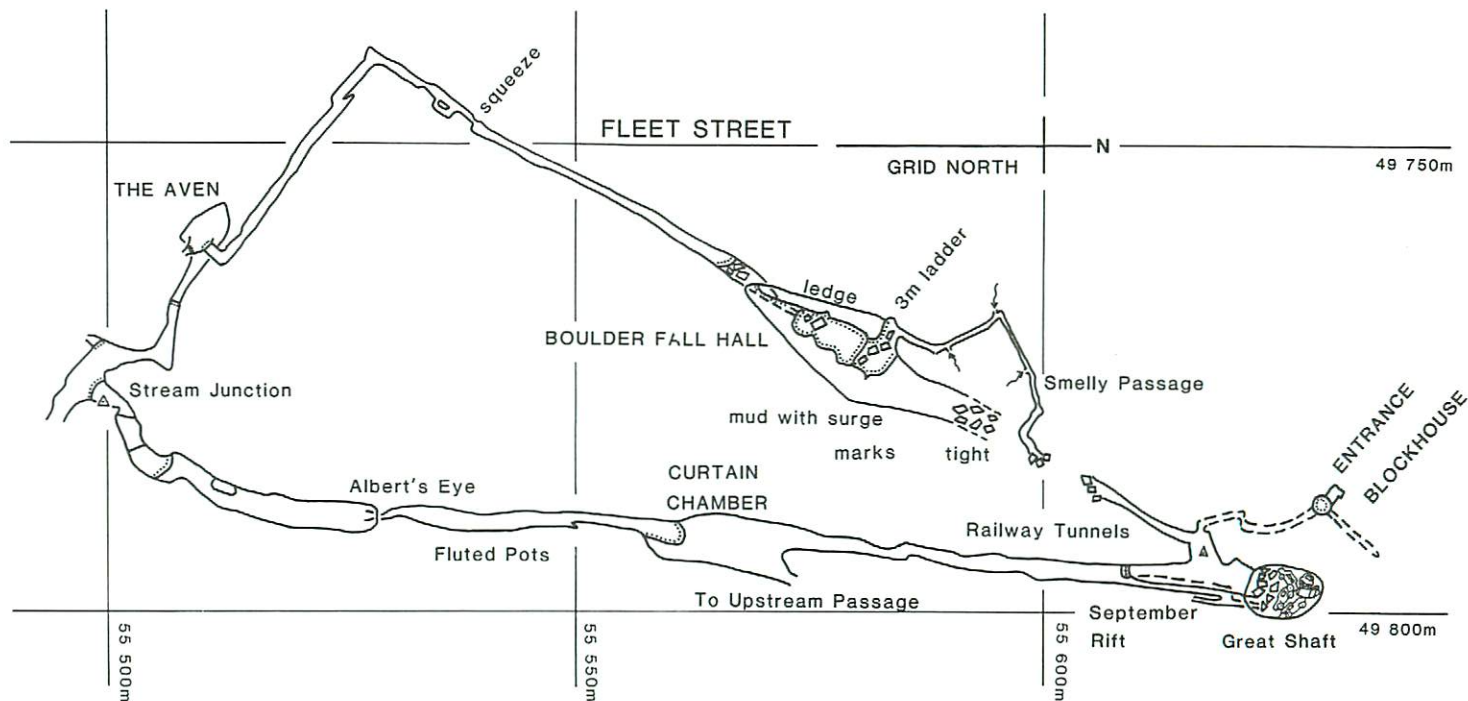 squeeze
FLEET STREET
GRID NORTH
N
49 750m
THE AVEN
ledge
3m ladder
BOULDER FALL HALL
Stream Junction
Smelly Passage
mud with surge
marks
tight
ENTRANCE
BLOCKHOUSE
Albert's Eye
CURTAIN
CHAMBER
Railway Tunnels
Fluted Pots
To Upstream Passage
September
Rift
Great Shaft
49 800m
55 500m
55 550m
55 600m